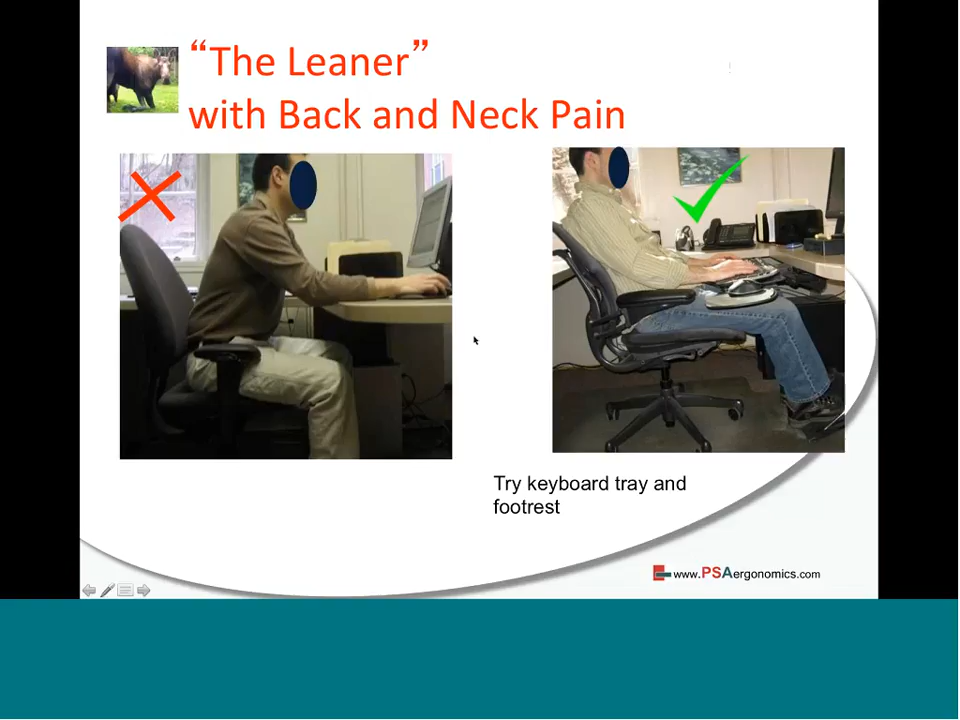 “The Leaner”
with Back and Neck Pain
Try keyboard tray and
footrest
www.PSAergonomics.com